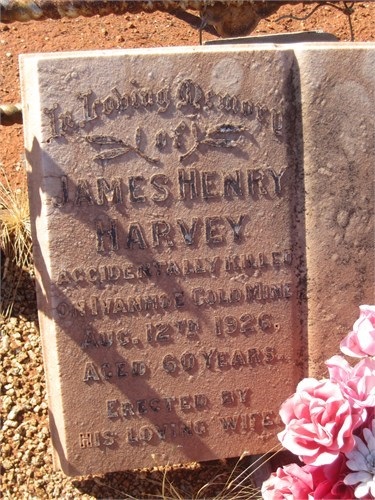 In Loving Memory
of
JAMES HENRY
HARVEY
ACCIDENTALLY KILLED
ON IVANHOE GOLD MINE
AUG. 12TH 1926.
AGED 60 YEARS.
ERECTED BY
HIS LOVING WIFE.